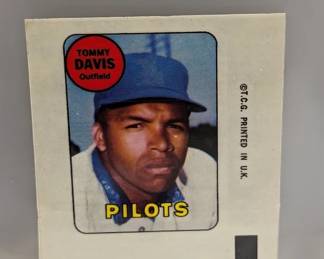 TOMMY
DAVIS
Outfield
PILOTS
©T.C.G. PRINTED IN U.K.